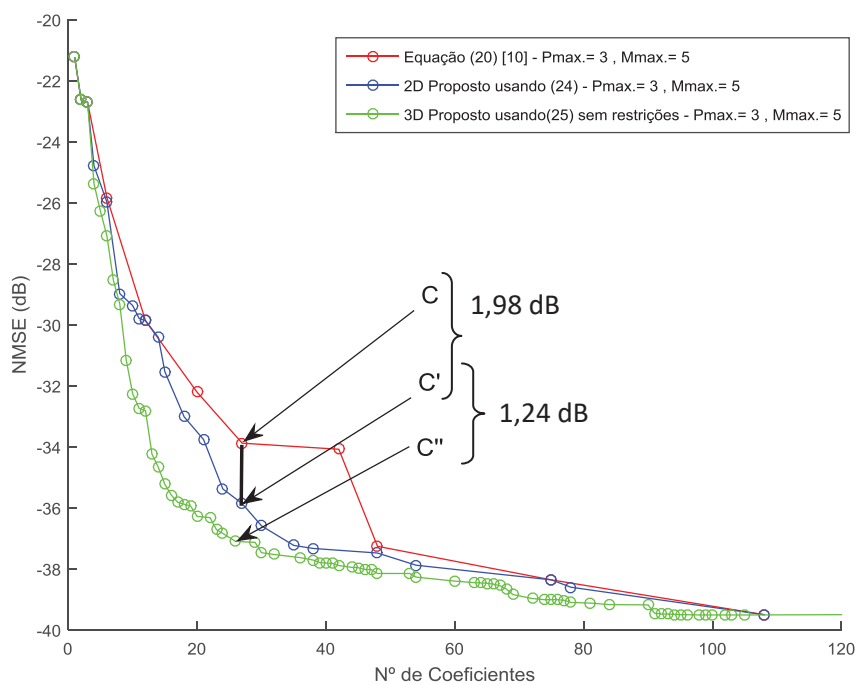 Equação (20) [10] - Pmax.= 3 , Mmax.= 5
2D Proposto usando (24) - Pmax.= 3 , Mmax.= 5
3D Proposto usando(25) sem restrições - Pmax.= 3 , Mmax.= 5
NMSE (dB)
-20
-22
-24
-26
-28
-30
-32
-34
-36
-38
-40
C
1,98 dB
C'
1,24 dB
C''
0 20 40 60 80 100 120
Nº de Coeficientes